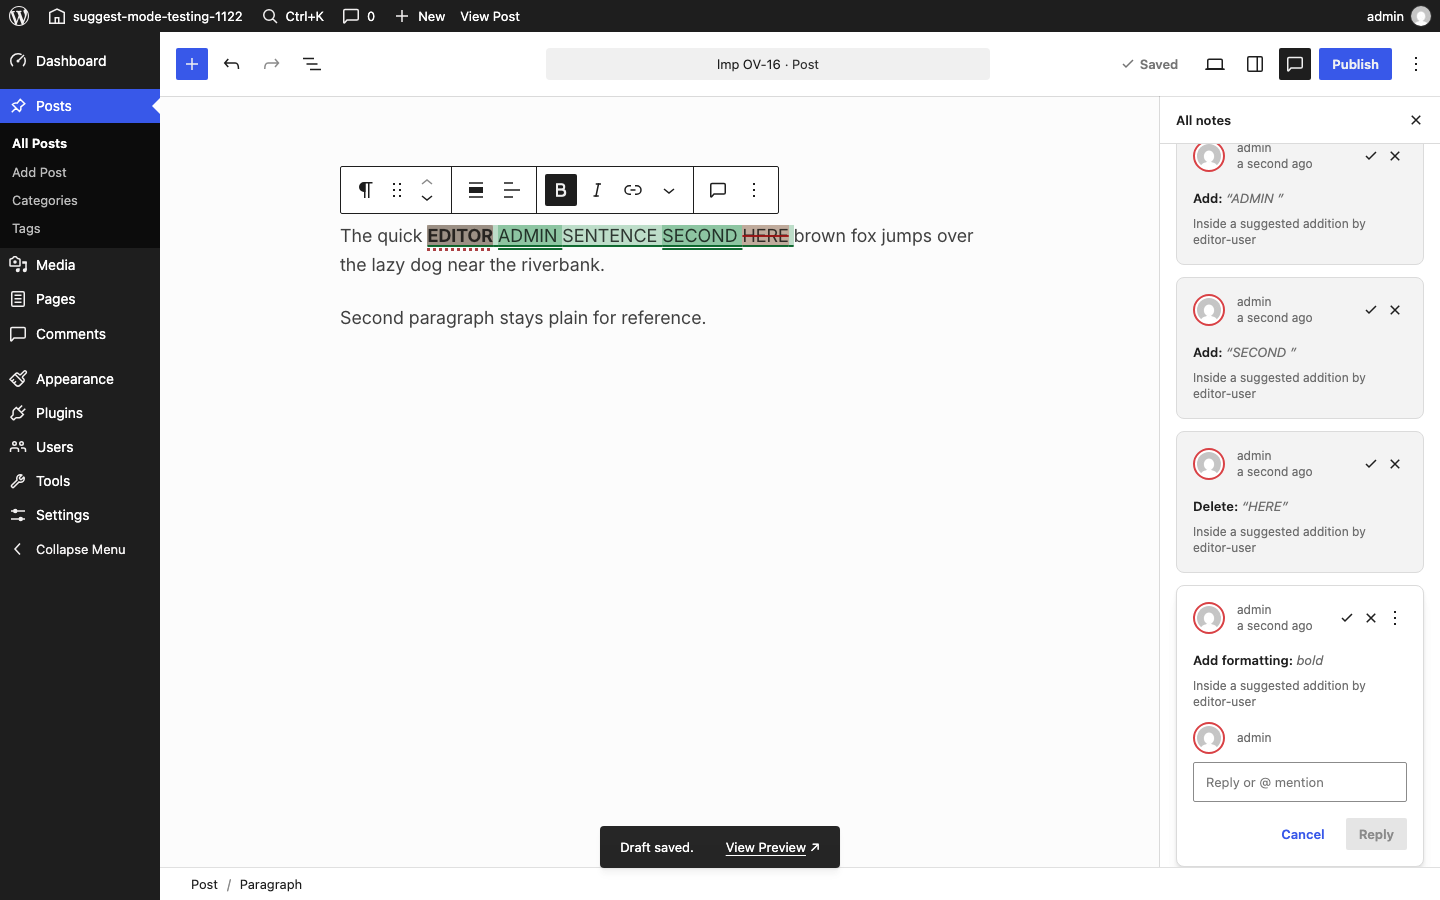 suggest-mode-testing-1122
Ctrl+K
0
New
View Post
admin
Dashboard
Posts
All Posts
Add Post
Categories
Tags
Media
Pages
Comments
Appearance
Plugins
Users
Tools
Settings
Collapse Menu
Imp OV-16 · Post
Saved
Publish
B I
The quick EDITOR ADMIN SENTENCE SECOND HERE brown fox jumps over
the lazy dog near the riverbank.
Second paragraph stays plain for reference.
All notes
admin
a second ago
Add: “ADMIN ”
Inside a suggested addition by
editor-user
admin
a second ago
Add: “SECOND ”
Inside a suggested addition by
editor-user
admin
a second ago
Delete: “HERE”
Inside a suggested addition by
editor-user
admin
a second ago
Add formatting: bold
Inside a suggested addition by
editor-user
admin
Reply or @ mention
Cancel
Reply
Draft saved.
View Preview ↗
Post / Paragraph